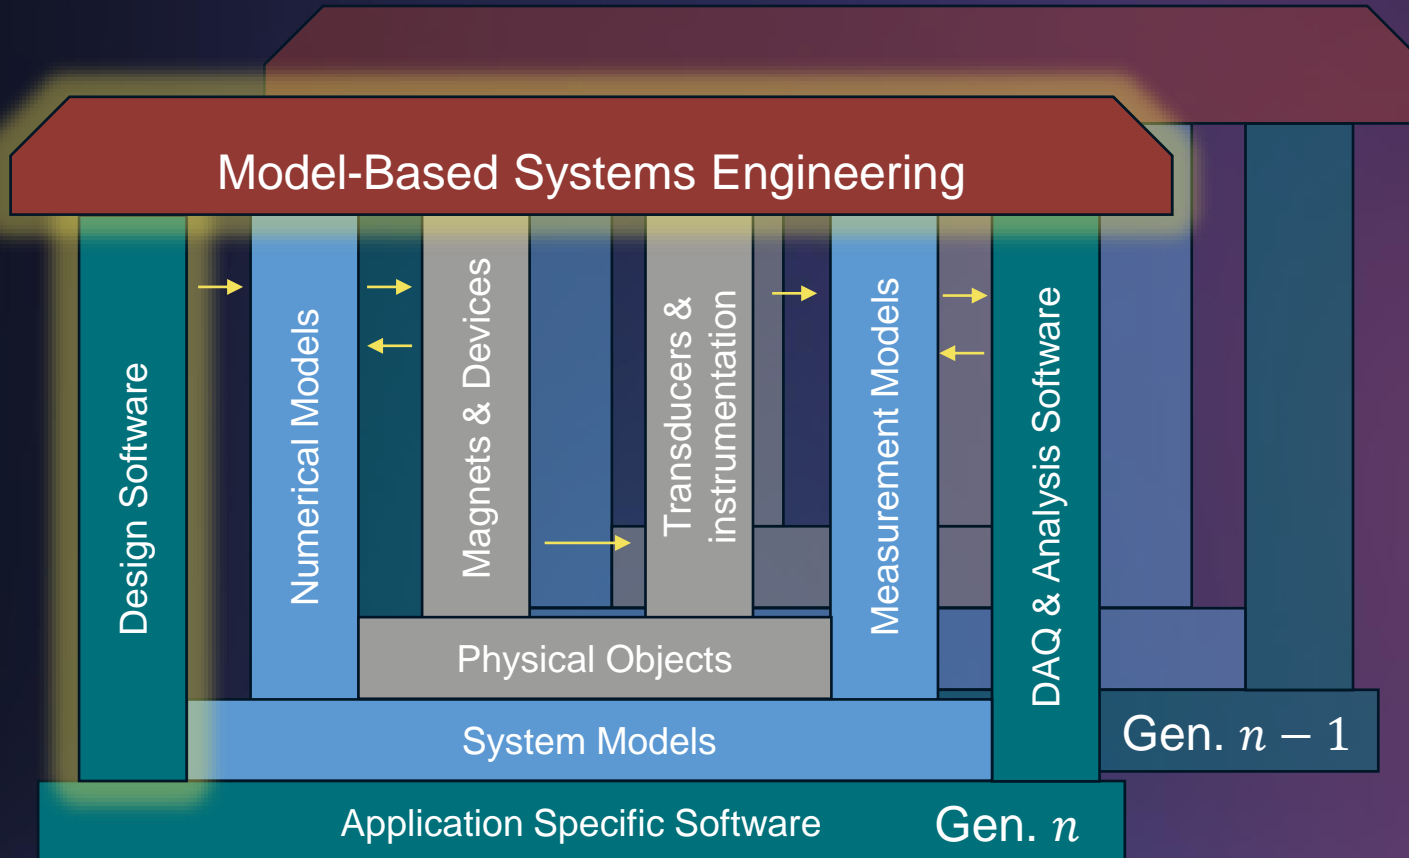 Model-Based Systems Engineering
Design Software
Numerical Models
Magnets & Devices
Transducers &
instrumentation
Measurement Models
DAQ & Analysis Software
Physical Objects
System Models
Gen. n − 1
Application Specific Software
Gen. n